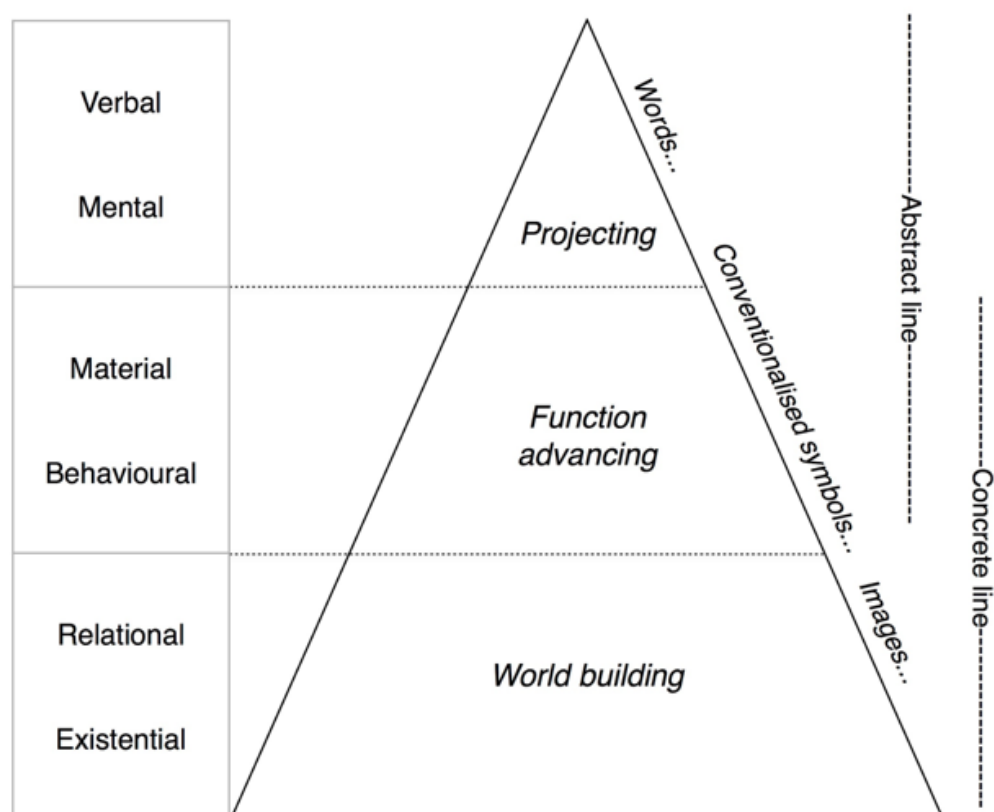 Verbal
Mental
Material
Behavioural
Relational
Existential
Projecting
Function
advancing
World building
Words...
Conventionalised symbols...
Images...
Abstract line
Concrete line